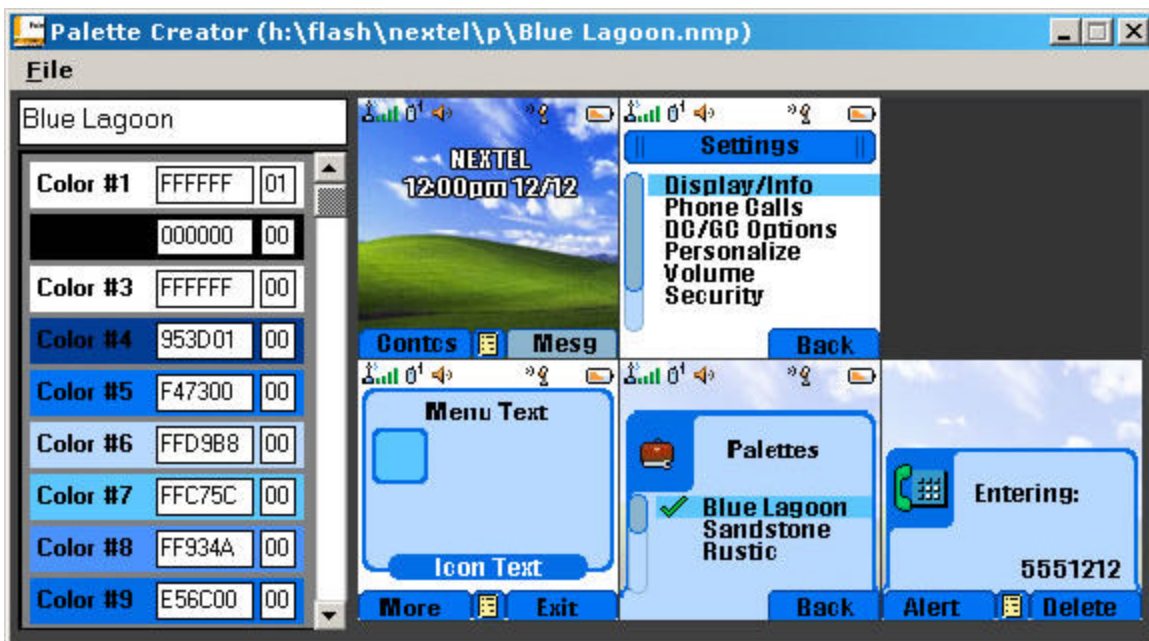 Palette Creator (h:\flash\nextel\p\Blue Lagoon.nmp)
File
Blue Lagoon
Color #1 FFFFFF 01
000000 00
Color #3 FFFFFF 00
Color #4 953D01 00
Color #5 F47300 00
Color #6 FFD9B8 00
Color #7 FFC75C 00
Color #8 FF934A 00
Color #9 E56C00 00
NEXTEL
12:00pm 12/12
Contcs Mesg
Settings
Display/Info
Phone Calls
DC/GC Options
Personalize
Volume
Security
Back
Menu Text
Icon Text
More Exit
Palettes
Blue Lagoon
Sandstone
Rustic
Back
Entering:
5551212
Alert Delete